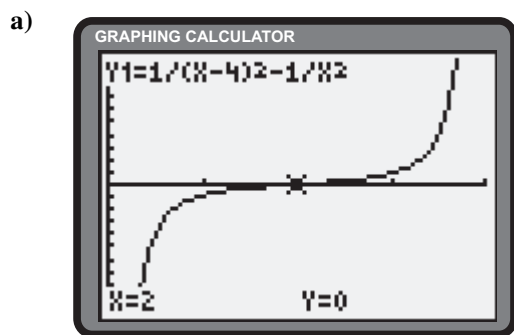 a)
GRAPHING CALCULATOR
Y1=1/(X-4)²-1/X²
X=2 Y=0